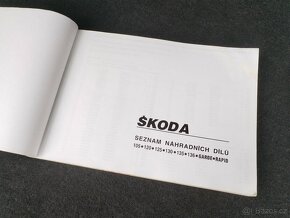 ŠKODA
SEZNAM NÁHRADNÍCH DÍLŮ
105•120•125•130•135•136•GARDE•RAPID